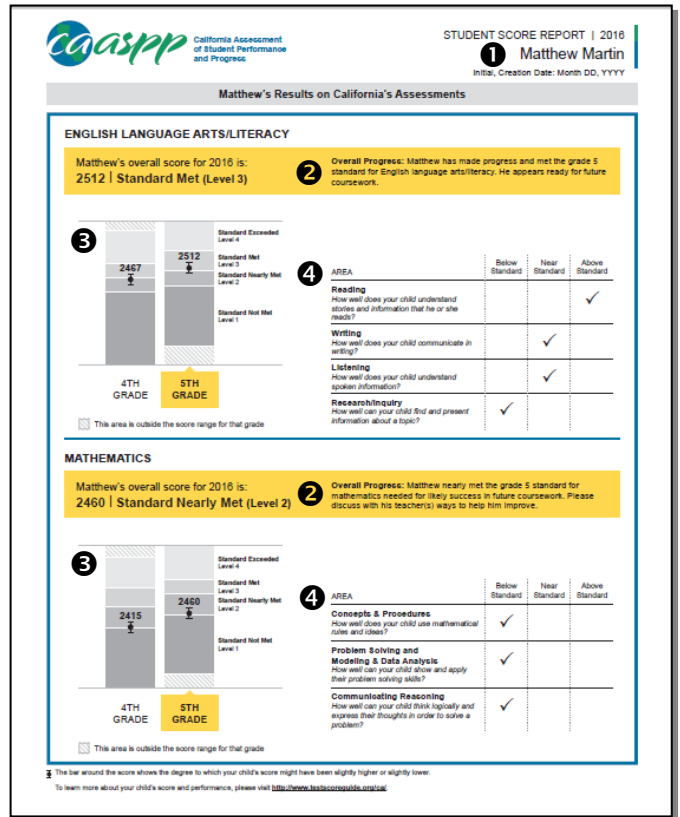 caaspp
California Assessment
of Student Performance
and Progress
STUDENT SCORE REPORT | 2016
1 Matthew Martin
Initial, Creation Date: Month DD, YYYY
Matthew's Results on California's Assessments
ENGLISH LANGUAGE ARTS/LITERACY
Matthew's overall score for 2016 is:
2512 | Standard Met (Level 3)
2
Overall Progress: Matthew has made progress and met the grade 5
standard for English language arts/literacy. He appears ready for future
coursework.
3
2467
2512
Standard Exceeded
Level 4
Standard Met
Level 3
Standard Nearly Met
Level 2
Standard Not Met
Level 1
4TH
GRADE
5TH
GRADE
This area is outside the score range for that grade
4
AREA
Below
Standard
Near
Standard
Above
Standard
Reading
How well does your child understand
stories and information that he or she
reads?
Writing
How well does your child communicate in
writing?
Listening
How well does your child understand
spoken information?
Research/Inquiry
How well can your child find and present
information about a topic?
MATHEMATICS
Matthew's overall score for 2016 is:
2460 | Standard Nearly Met (Level 2)
2
Overall Progress: Matthew nearly met the grade 5 standard for
mathematics needed for likely success in future coursework. Please
discuss with his teacher(s) ways to help him improve.
3
2415
2460
Standard Exceeded
Level 4
Standard Met
Level 3
Standard Nearly Met
Level 2
Standard Not Met
Level 1
4TH
GRADE
5TH
GRADE
This area is outside the score range for that grade
4
AREA
Below
Standard
Near
Standard
Above
Standard
Concepts & Procedures
How well does your child use mathematical
rules and ideas?
Problem Solving and
Modeling & Data Analysis
How well can your child show and apply
their problem solving skills?
Communicating Reasoning
How well can your child think logically and
express their thoughts in order to solve a
problem?
The bar around the score shows the degree to which your child's score might have been slightly higher or slightly lower.
To learn more about your child's score and performance, please visit http://www.testscoreguide.org/ca/.